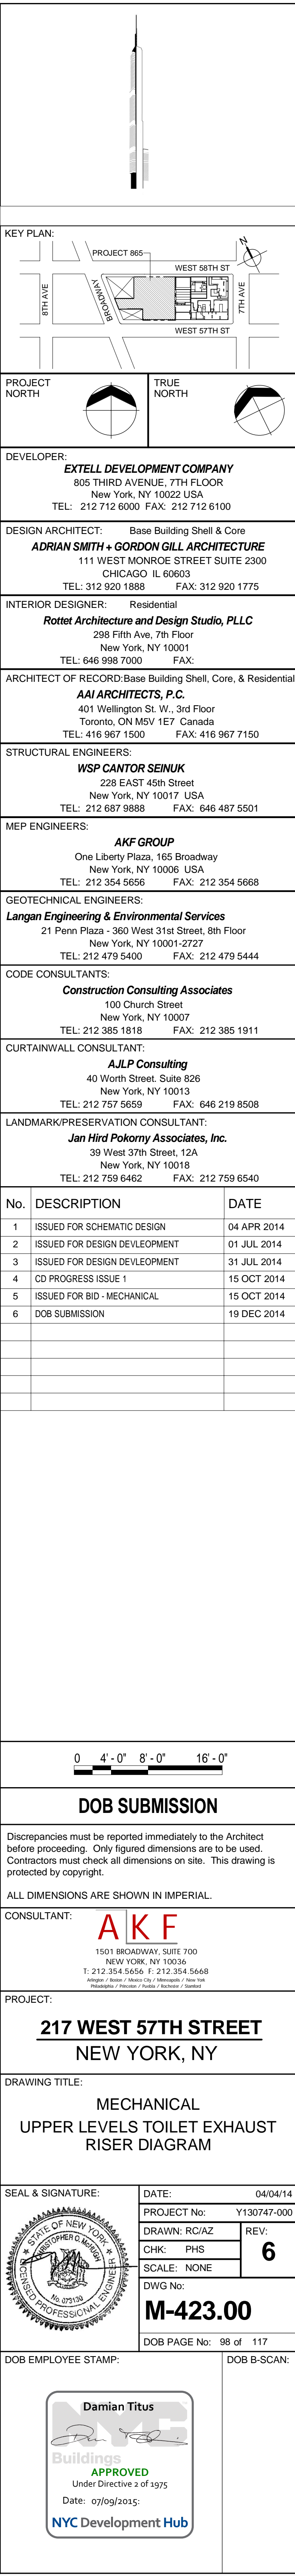 KEY PLAN:
N
PROJECT 865
WEST 58TH ST
8TH AVE
BROADWAY
7TH AVE
WEST 57TH ST
PROJECT
NORTH
TRUE
NORTH
DEVELOPER:
EXTELL DEVELOPMENT COMPANY
805 THIRD AVENUE, 7TH FLOOR
New York, NY 10022 USA
TEL: 212 712 6000 FAX: 212 712 6100
DESIGN ARCHITECT: Base Building Shell & Core
ADRIAN SMITH + GORDON GILL ARCHITECTURE
111 WEST MONROE STREET SUITE 2300
CHICAGO IL 60603
TEL: 312 920 1888 FAX: 312 920 1775
INTERIOR DESIGNER: Residential
Rottet Architecture and Design Studio, PLLC
298 Fifth Ave, 7th Floor
New York, NY 10001
TEL: 646 998 7000 FAX:
ARCHITECT OF RECORD:Base Building Shell, Core, & Residential
AAI ARCHITECTS, P.C.
401 Wellington St. W., 3rd Floor
Toronto, ON M5V 1E7 Canada
TEL: 416 967 1500 FAX: 416 967 7150
STRUCTURAL ENGINEERS:
WSP CANTOR SEINUK
228 EAST 45th Street
New York, NY 10017 USA
TEL: 212 687 9888 FAX: 646 487 5501
MEP ENGINEERS:
AKF GROUP
One Liberty Plaza, 165 Broadway
New York, NY 10006 USA
TEL: 212 354 5656 FAX: 212 354 5668
GEOTECHNICAL ENGINEERS:
Langan Engineering & Environmental Services
21 Penn Plaza - 360 West 31st Street, 8th Floor
New York, NY 10001-2727
TEL: 212 479 5400 FAX: 212 479 5444
CODE CONSULTANTS:
Construction Consulting Associates
100 Church Street
New York, NY 10007
TEL: 212 385 1818 FAX: 212 385 1911
CURTAINWALL CONSULTANT:
AJLP Consulting
40 Worth Street. Suite 826
New York, NY 10013
TEL: 212 757 5659 FAX: 646 219 8508
LANDMARK/PRESERVATION CONSULTANT:
Jan Hird Pokorny Associates, Inc.
39 West 37th Street, 12A
New York, NY 10018
TEL: 212 759 6462 FAX: 212 759 6540
No. DESCRIPTION DATE
1 ISSUED FOR SCHEMATIC DESIGN 04 APR 2014
2 ISSUED FOR DESIGN DEVLEOPMENT 01 JUL 2014
3 ISSUED FOR DESIGN DEVLEOPMENT 31 JUL 2014
4 CD PROGRESS ISSUE 1 15 OCT 2014
5 ISSUED FOR BID - MECHANICAL 15 OCT 2014
6 DOB SUBMISSION 19 DEC 2014
0 4' - 0" 8' - 0" 16' - 0"
DOB SUBMISSION
Discrepancies must be reported immediately to the Architect
before proceeding. Only figured dimensions are to be used.
Contractors must check all dimensions on site. This drawing is
protected by copyright.
ALL DIMENSIONS ARE SHOWN IN IMPERIAL.
CONSULTANT:
AKF
1501 BROADWAY, SUITE 700
NEW YORK, NY 10036
T: 212.354.5656 F: 212.354.5668
Arlington / Boston / Mexico City / Minneapolis / New York
Philadelphia / Princeton / Puebla / Rochester / Stamford
PROJECT:
217 WEST 57TH STREET
NEW YORK, NY
DRAWING TITLE:
MECHANICAL
UPPER LEVELS TOILET EXHAUST
RISER DIAGRAM
SEAL & SIGNATURE:
STATE OF NEW YORK
CHRISTOPHER O. McHUGH
No. 073130
LICENSED PROFESSIONAL ENGINEER
DATE: 04/04/14
PROJECT No: Y130747-000
DRAWN: RC/AZ
CHK: PHS
SCALE: NONE
REV:
6
DWG No:
M-423.00
DOB PAGE No: 98 of 117
DOB EMPLOYEE STAMP:
DOB B-SCAN:
NYC
Damian Titus
Buildings
APPROVED
Under Directive 2 of 1975
Date: 07/09/2015:
NYC Development Hub